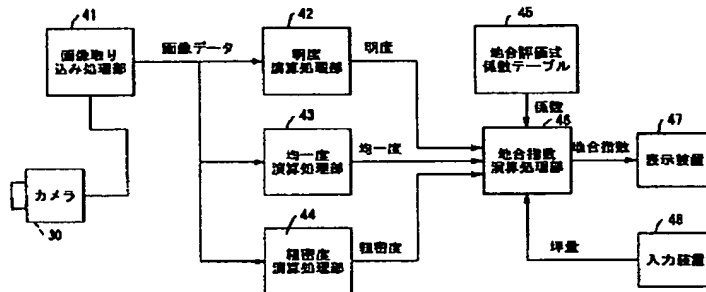 41
画像取り
込み処理部
画像データ
42
明度
演算処理部
明度
43
均一度
演算処理部
均一度
44
粗密度
演算処理部
粗密度
45
地合評価式
係数テーブル
係数
46
地合指数
演算処理部
地合指数
47
表示装置
48
入力装置
坪量
カメラ
30